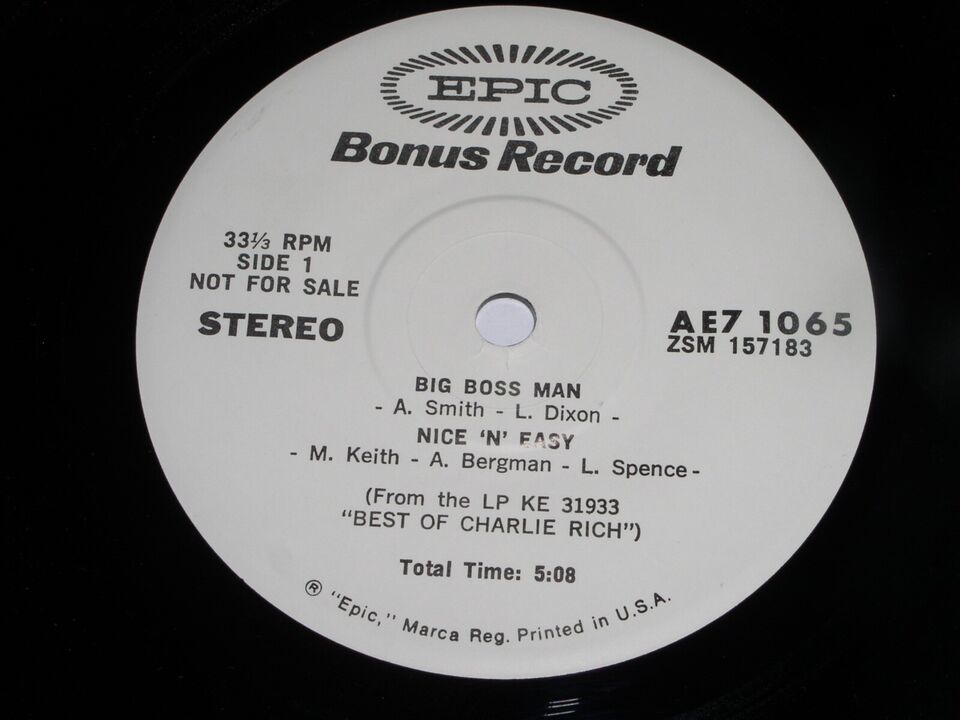 EPIC
Bonus Record
33⅓ RPM
SIDE 1
NOT FOR SALE
STEREO
AE7 1065
ZSM 157183
BIG BOSS MAN
- A. Smith - L. Dixon -
NICE 'N' EASY
- M. Keith - A. Bergman - L. Spence -
(From the LP KE 31933
"BEST OF CHARLIE RICH")
Total Time: 5:08
® "Epic," Marca Reg. Printed in U.S.A.